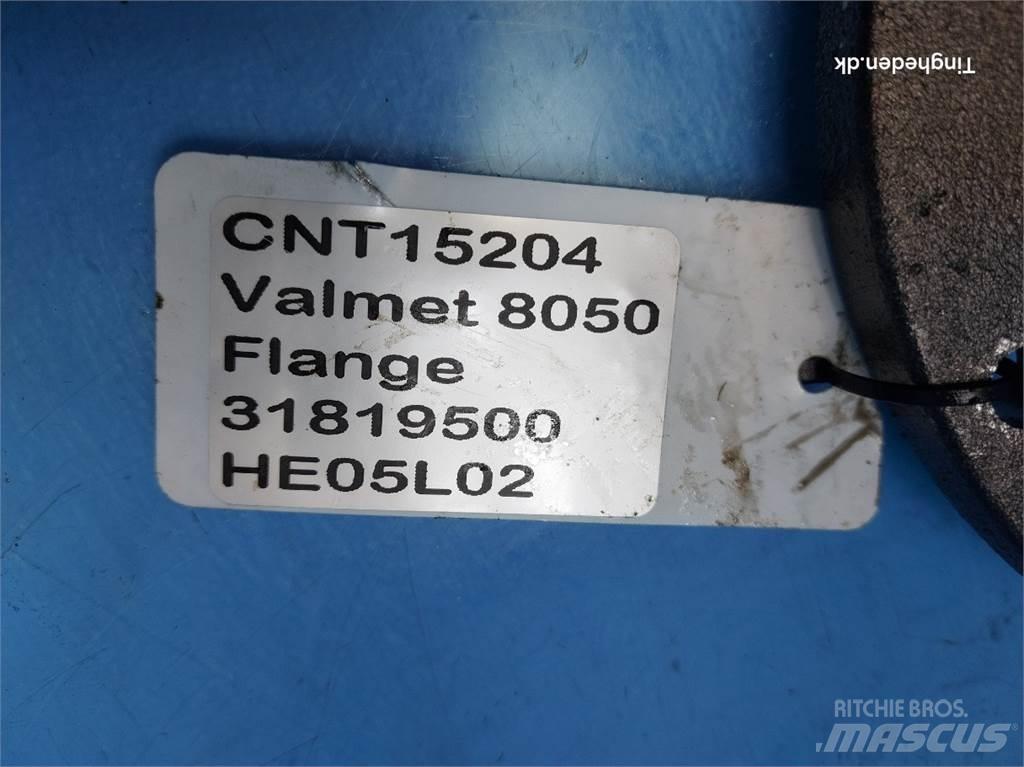 Tingheden.dk
CNT15204
Valmet 8050
Flange
31819500
HE05L02
RITCHIE BROS.
MASCUS